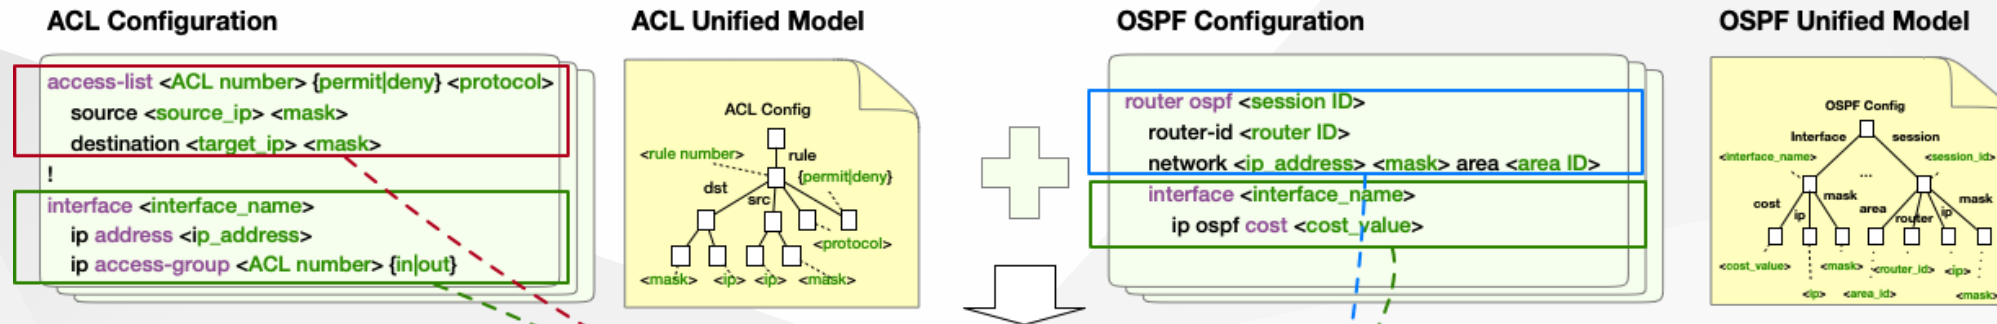 ACL Configuration
access-list <ACL number> {permit|deny} <protocol>
source <source_ip> <mask>
destination <target_ip> <mask>
!
interface <interface_name>
ip address <ip_address>
ip access-group <ACL number> {in|out}
ACL Unified Model
ACL Config
<rule number>
rule
{permit|deny}
dst
src
<protocol>
<mask> <ip> <ip> <mask>
OSPF Configuration
router ospf <session ID>
router-id <router ID>
network <ip_address> <mask> area <area ID>
interface <interface_name>
ip ospf cost <cost_value>
OSPF Unified Model
OSPF Config
Interface session
<interface_name> <session_id>
...
cost ip mask area router ip mask
<cost_value> <mask> <router_id> <ip>
<ip> <area_id> <mask>